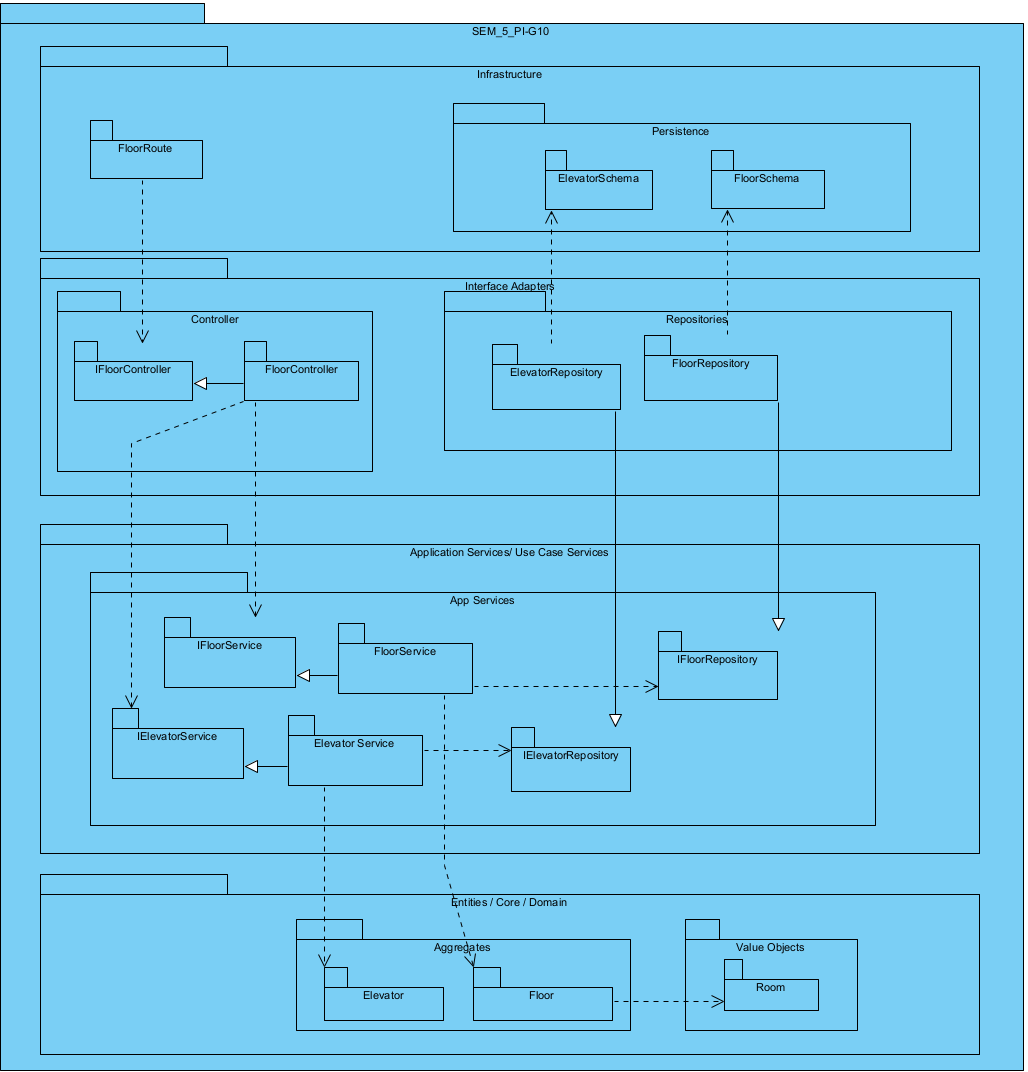 SEM_5_PI-G10
Infrastructure
Persistence
FloorRoute
ElevatorSchema
FloorSchema
Interface Adapters
Controller
Repositories
IFloorController
FloorController
ElevatorRepository
FloorRepository
Application Services/ Use Case Services
App Services
IFloorService
FloorService
IFloorRepository
IElevatorService
Elevator Service
IElevatorRepository
Entities / Core / Domain
Aggregates
Value Objects
Elevator
Floor
Room